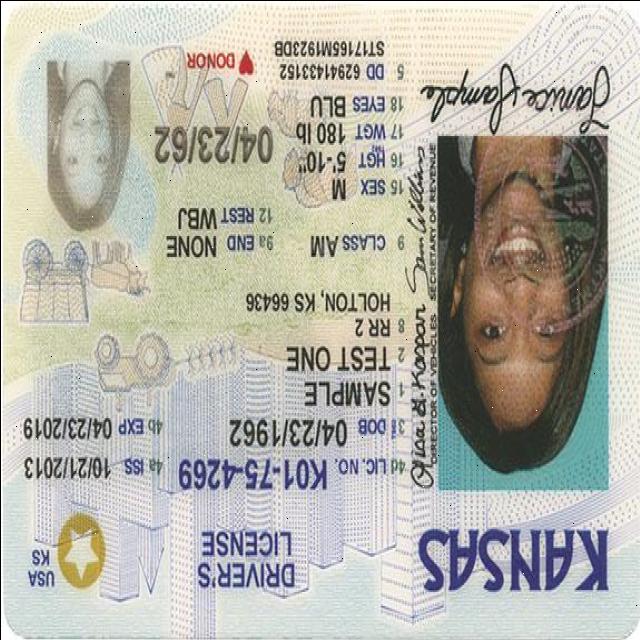 KANSAS
DRIVER'S
LICENSE
USA
KS
4d LIC. NO. K01-75-4269
4a ISS 10/21/2013
3 DOB 04/23/1962
4b EXP 04/23/2019
1 SAMPLE
2 TEST ONE
8 RR 2
HOLTON, KS 66436
9 CLASS AM
9a END NONE
12 REST WBJ
15 SEX M
16 HGT 5'-10"
17 WGT 180 lb
18 EYES BLU
04/23/62
5 DD 62941433152
DONOR
ST17165M1923DB
DIRECTOR OF VEHICLES
SECRETARY OF REVENUE
Janice Sample